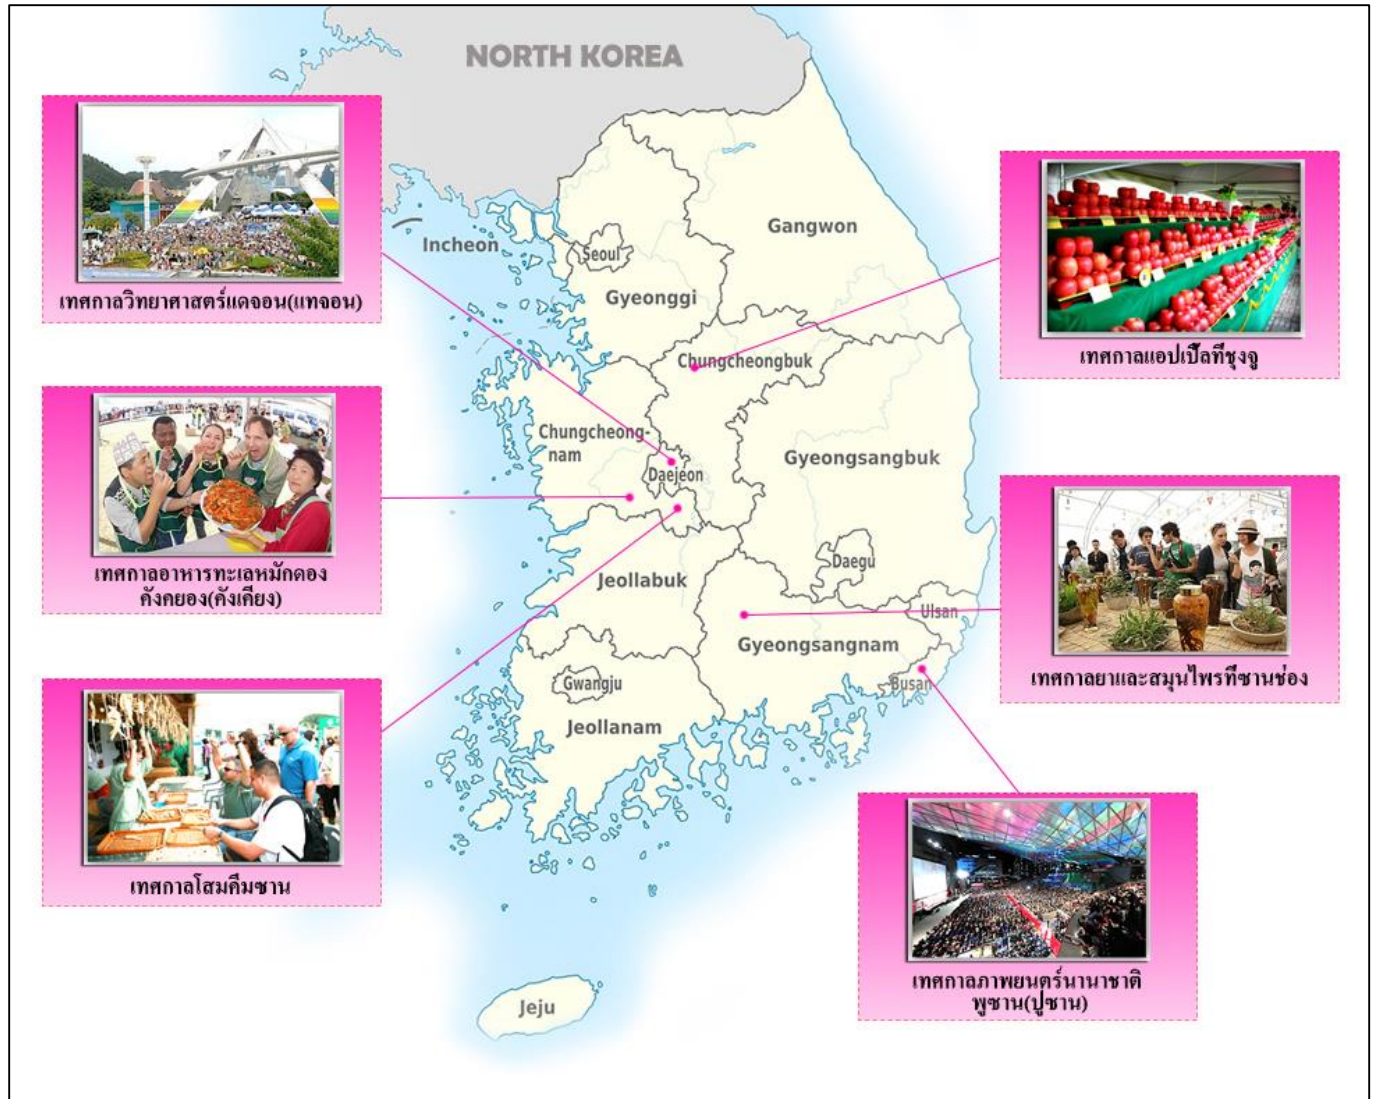 NORTH KOREA
เทศกาลวิทยาศาสตร์แดจอน(แทจอน)
Incheon
Seoul
Gyeonggi
Gangwon
เทศกาลแอปเปิ้ลที่ชุงจู
Chungcheongbuk
Chungcheong-
nam
Daejeon
Gyeongsangbuk
เทศกาลอาหารทะเลหมักดอง
คังคยอง(คังเคียง)
Jeollabuk
Daegu
Ulsan
Gyeongsangnam
Busan
เทศกาลยาและสมุนไพรที่ซานช่อง
Gwangju
Jeollanam
เทศกาลโสมคึมซาน
เทศกาลภาพยนตร์นานาชาติ
พูซาน(ปูซาน)
Jeju